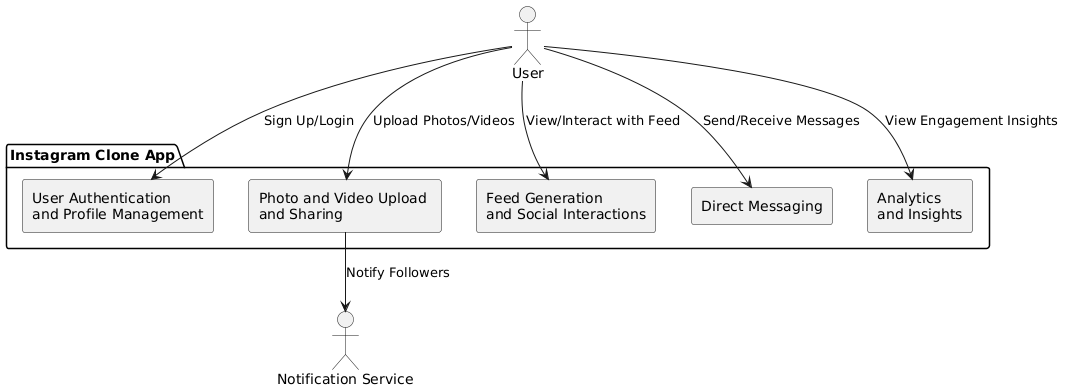 User
Sign Up/Login
Upload Photos/Videos
View/Interact with Feed
Send/Receive Messages
View Engagement Insights
Instagram Clone App
User Authentication
and Profile Management
Photo and Video Upload
and Sharing
Feed Generation
and Social Interactions
Direct Messaging
Analytics
and Insights
Notify Followers
Notification Service